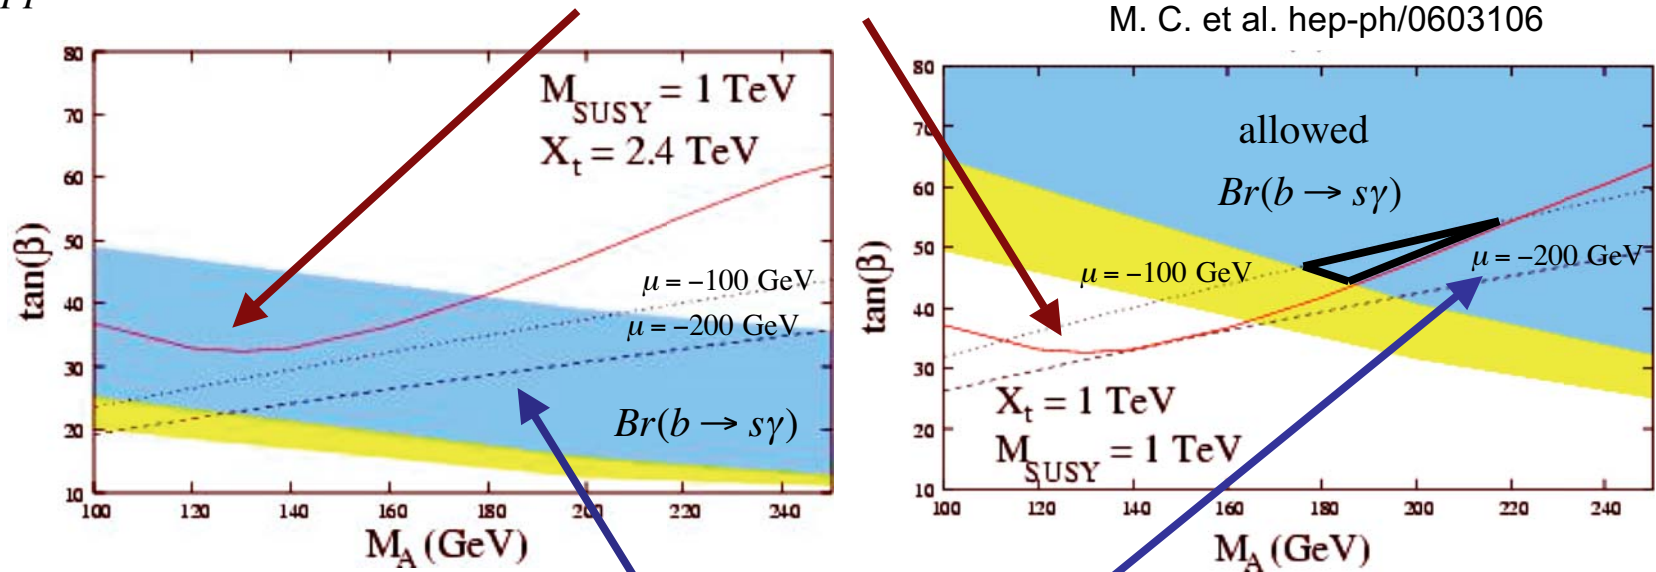 M. C. et al. hep-ph/0603106
80
70
60
50
40
30
20
10
tan(β)
M_SUSY = 1 TeV
X_t = 2.4 TeV
μ = −100 GeV
μ = −200 GeV
Br(b → sγ)
100 120 140 160 180 200 220 240
M_A (GeV)
80
70
60
50
40
30
20
10
tan(β)
allowed
Br(b → sγ)
μ = −100 GeV
μ = −200 GeV
X_t = 1 TeV
M_SUSY = 1 TeV
100 120 140 160 180 200 220 240
M_A (GeV)